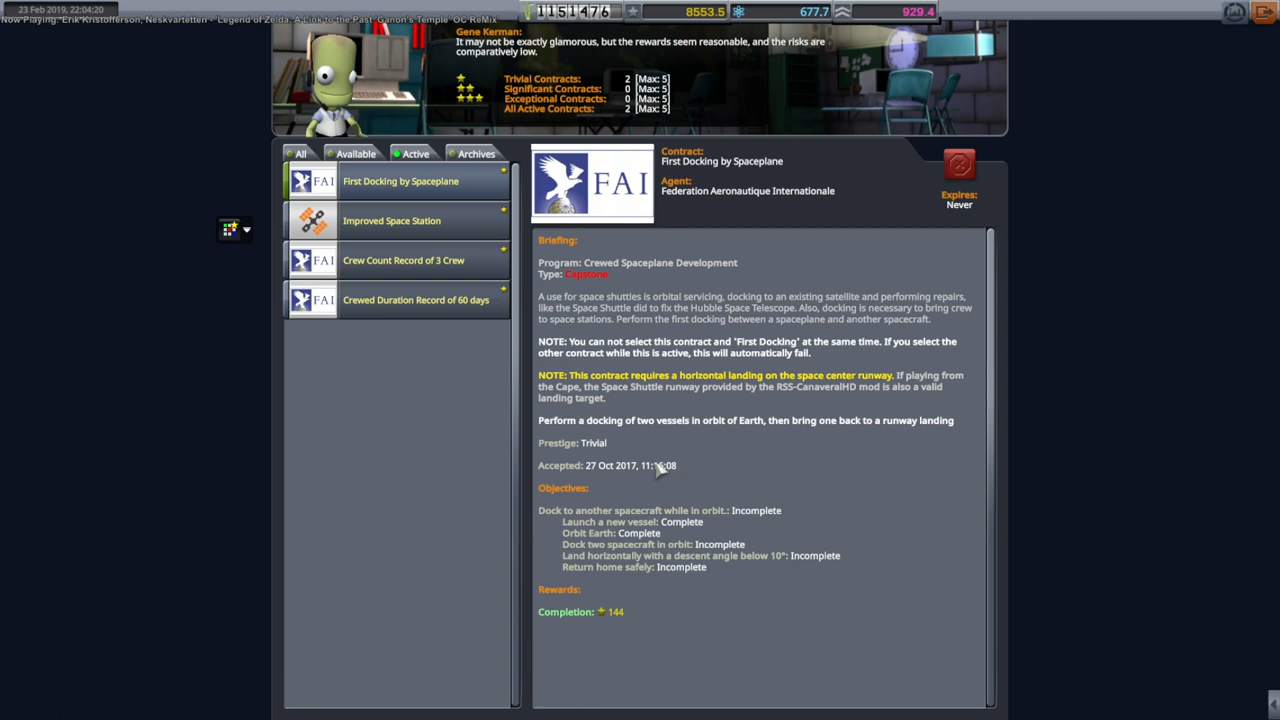 23 Feb 2019, 22:04:20
Now Playing: "Erik Kristofferson, Neskvartetten - 'Legend of Zelda: A Link to the Past 'Ganon's Temple' OC ReMix"
1151476
8553.5
677.7
929.4
Gene Kerman:
It may not be exactly glamorous, but the rewards seem reasonable, and the risks are
comparatively low.
Trivial Contracts: 2 [Max: 5]
Significant Contracts: 0 [Max: 5]
Exceptional Contracts: 0 [Max: 5]
All Active Contracts: 2 [Max: 5]
All
Available
Active
Archives
FAI
First Docking by Spaceplane
Improved Space Station
FAI
Crew Count Record of 3 Crew
FAI
Crewed Duration Record of 60 days
FAI
Contract:
First Docking by Spaceplane
Agent:
Federation Aeronautique Internationale
Expires:
Never
Briefing:
Program: Crewed Spaceplane Development
Type: Capstone
A use for space shuttles is orbital servicing, docking to an existing satellite and performing repairs,
like the Space Shuttle did to fix the Hubble Space Telescope. Also, docking is necessary to bring crew
to space stations. Perform the first docking between a spaceplane and another spacecraft.
NOTE: You can not select this contract and 'First Docking' at the same time. If you select the
other contract while this is active, this will automatically fail.
NOTE: This contract requires a horizontal landing on the space center runway. If playing from
the Cape, the Space Shuttle runway provided by the RSS-CanaveralHD mod is also a valid
landing target.
Perform a docking of two vessels in orbit of Earth, then bring one back to a runway landing
Prestige: Trivial
Accepted: 27 Oct 2017,
Objectives:
Dock to another spacecraft while in orbit.: Incomplete
Launch a new vessel: Complete
Orbit Earth: Complete
Dock two spacecraft in orbit: Incomplete
Land horizontally with a descent angle below 10°: Incomplete
Return home safely: Incomplete
Rewards:
Completion: 144